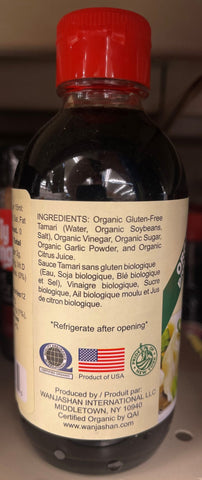 INGREDIENTS: Organic Gluten-Free
Tamari (Water, Organic Soybeans,
Salt), Organic Vinegar, Organic Sugar,
Organic Garlic Powder, and Organic
Citrus Juice.
Sauce Tamari sans gluten biologique
(Eau, Soja biologique, Blé biologique
et Sel), Vinaigre biologique, Sucre
biologique, Ail biologique moulu et Jus
de citron biologique.
"Refrigerate after opening"
Q
Product of USA
Produced by / Produit par:
WANJASHAN INTERNATIONAL LLC
MIDDLETOWN, NY 10940
Certified Organic by QAI
www.wanjashan.com